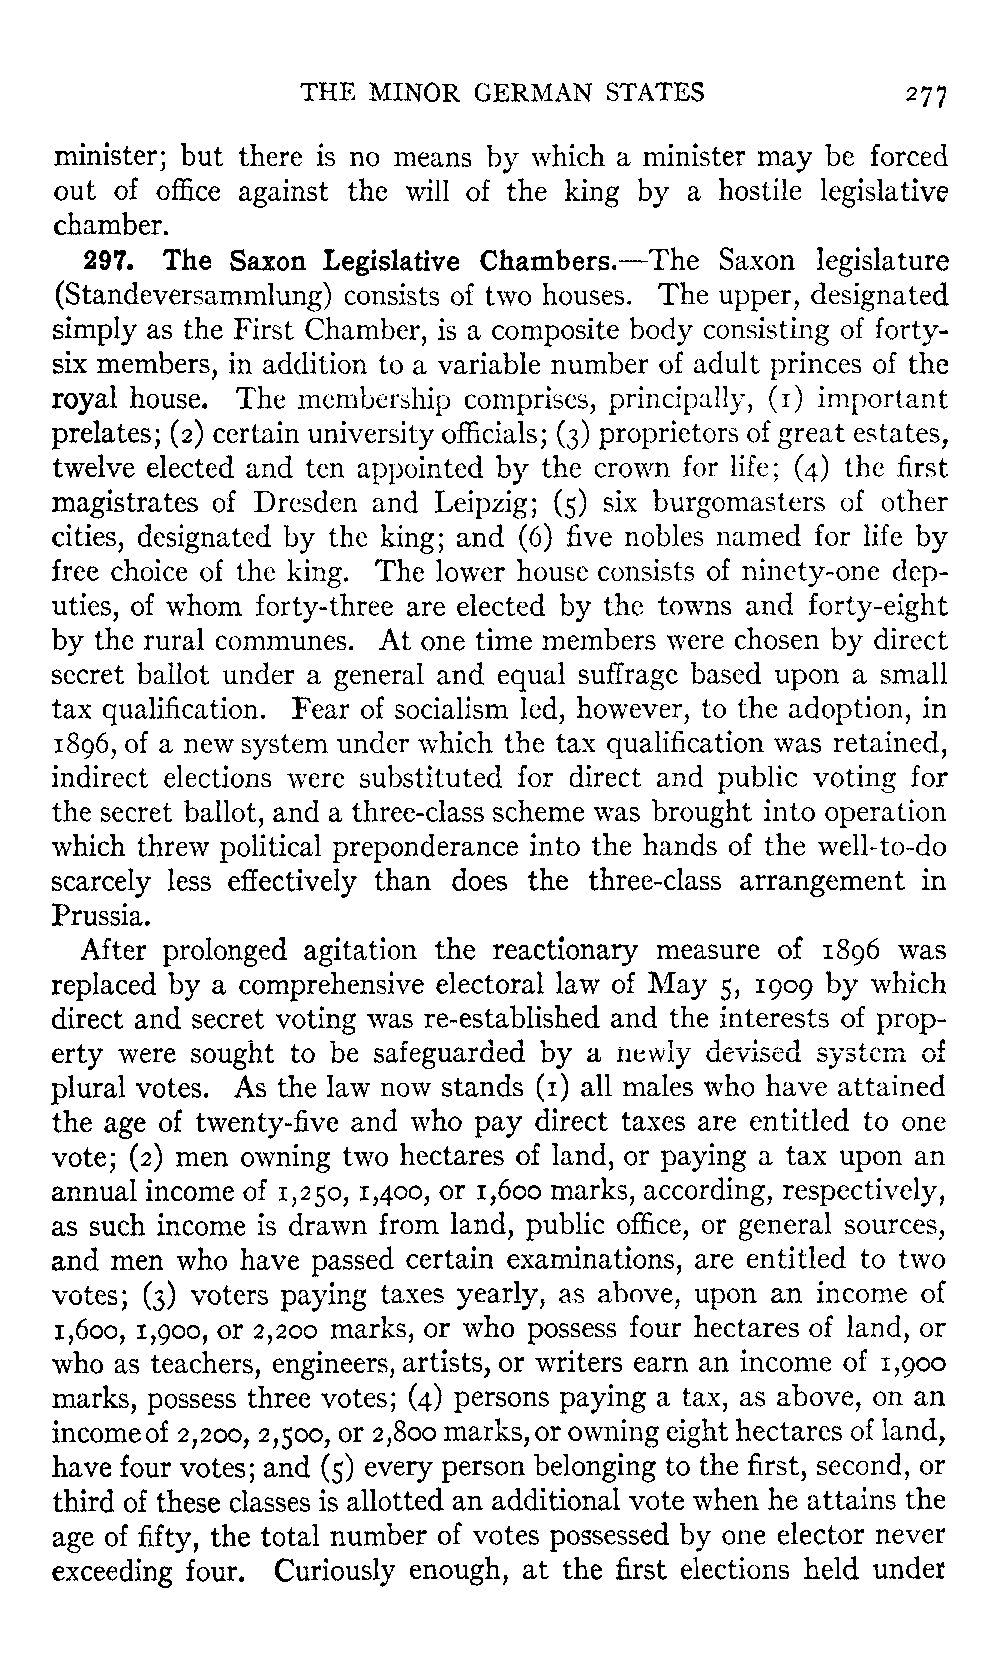 THE MINOR GERMAN STATES 277
minister; but there is no means by which a minister may be forced
out of office against the will of the king by a hostile legislative
chamber.
297. The Saxon Legislative Chambers.—The Saxon legislature
(Standeversammlung) consists of two houses. The upper, designated
simply as the First Chamber, is a composite body consisting of forty-
six members, in addition to a variable number of adult princes of the
royal house. The membership comprises, principally, (1) important
prelates; (2) certain university officials; (3) proprietors of great estates,
twelve elected and ten appointed by the crown for life; (4) the first
magistrates of Dresden and Leipzig; (5) six burgomasters of other
cities, designated by the king; and (6) five nobles named for life by
free choice of the king. The lower house consists of ninety-one dep-
uties, of whom forty-three are elected by the towns and forty-eight
by the rural communes. At one time members were chosen by direct
secret ballot under a general and equal suffrage based upon a small
tax qualification. Fear of socialism led, however, to the adoption, in
1896, of a new system under which the tax qualification was retained,
indirect elections were substituted for direct and public voting for
the secret ballot, and a three-class scheme was brought into operation
which threw political preponderance into the hands of the well-to-do
scarcely less effectively than does the three-class arrangement in
Prussia.
After prolonged agitation the reactionary measure of 1896 was
replaced by a comprehensive electoral law of May 5, 1909 by which
direct and secret voting was re-established and the interests of prop-
erty were sought to be safeguarded by a newly devised system of
plural votes. As the law now stands (1) all males who have attained
the age of twenty-five and who pay direct taxes are entitled to one
vote; (2) men owning two hectares of land, or paying a tax upon an
annual income of 1,250, 1,400, or 1,600 marks, according, respectively,
as such income is drawn from land, public office, or general sources,
and men who have passed certain examinations, are entitled to two
votes; (3) voters paying taxes yearly, as above, upon an income of
1,600, 1,900, or 2,200 marks, or who possess four hectares of land, or
who as teachers, engineers, artists, or writers earn an income of 1,900
marks, possess three votes; (4) persons paying a tax, as above, on an
income of 2,200, 2,500, or 2,800 marks, or owning eight hectares of land,
have four votes; and (5) every person belonging to the first, second, or
third of these classes is allotted an additional vote when he attains the
age of fifty, the total number of votes possessed by one elector never
exceeding four. Curiously enough, at the first elections held under